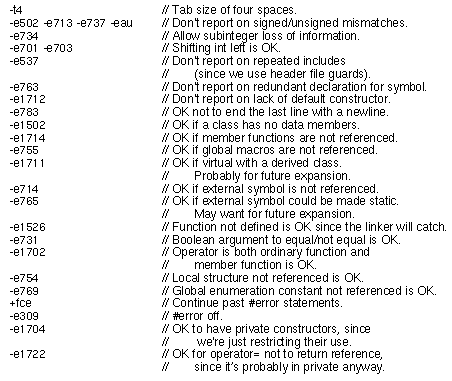 -t4 // Tab size of four spaces.
-e502 -e713 -e737 -eau // Don't report on signed/unsigned mismatches.
-e734 // Allow subinteger loss of information.
-e701 -e703 // Shifting int left is OK.
-e537 // Don't report on repeated includes
// (since we use header file guards).
-e763 // Don't report on redundant declaration for symbol.
-e1712 // Don't report on lack of default constructor.
-e783 // OK not to end the last line with a newline.
-e1502 // OK if a class has no data members.
-e1714 // OK if member functions are not referenced.
-e755 // OK if global macros are not referenced.
-e1711 // OK if virtual with a derived class.
// Probably for future expansion.
-e714 // OK if external symbol is not referenced.
-e765 // OK if external symbol could be made static.
// May want for future expansion.
-e1526 // Function not defined is OK since the linker will catch.
-e731 // Boolean argument to equal/not equal is OK.
-e1702 // Operator is both ordinary function and
// member function is OK.
-e754 // Local structure not referenced is OK.
-e769 // Global enumeration constant not referenced is OK.
+fce // Continue past #error statements.
-e309 // #error off.
-e1704 // OK to have private constructors, since
// we're just restricting their use.
-e1722 // OK for operator= not to return reference,
// since it's probably in private anyway.